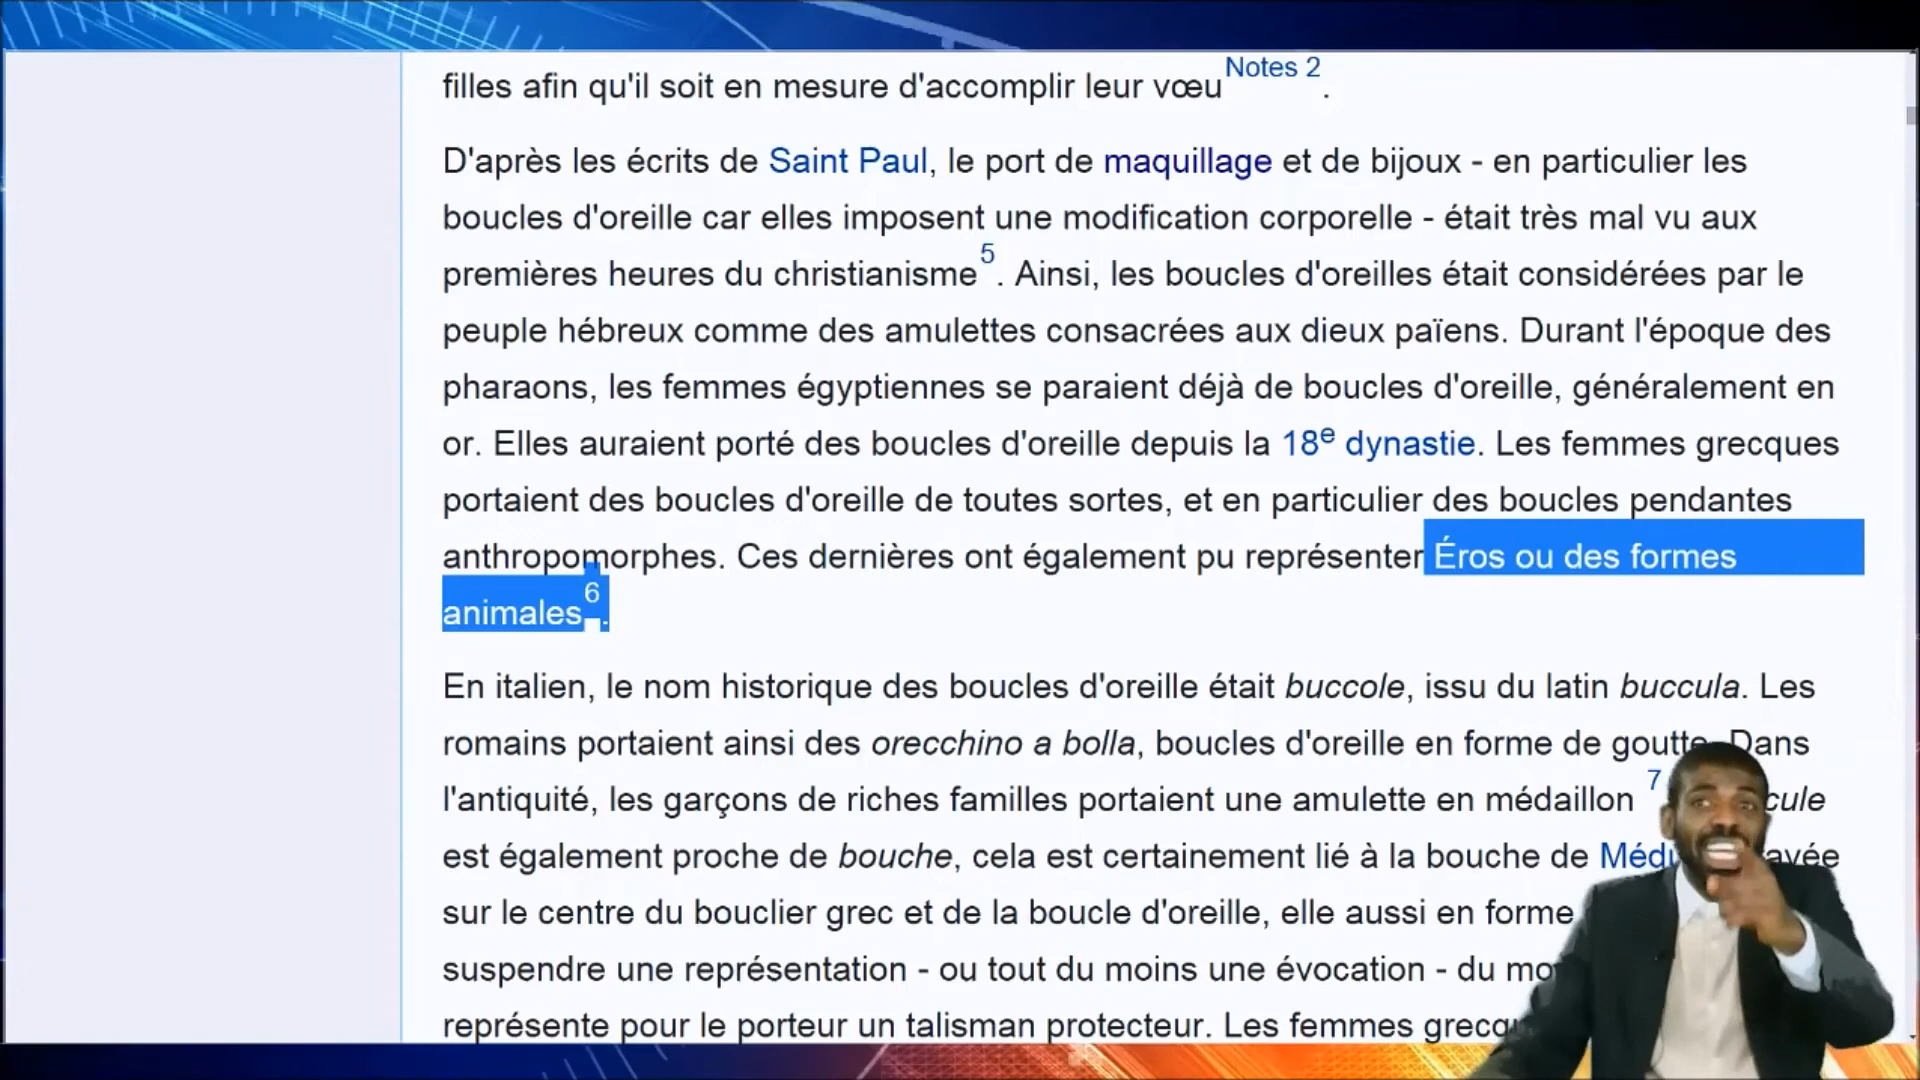 filles afin qu'il soit en mesure d'accomplir leur vœu Notes 2.
D'après les écrits de Saint Paul, le port de maquillage et de bijoux - en particulier les
boucles d'oreille car elles imposent une modification corporelle - était très mal vu aux
premières heures du christianisme 5. Ainsi, les boucles d'oreilles était considérées par le
peuple hébreux comme des amulettes consacrées aux dieux païens. Durant l'époque des
pharaons, les femmes égyptiennes se paraient déjà de boucles d'oreille, généralement en
or. Elles auraient porté des boucles d'oreille depuis la 18e dynastie. Les femmes grecques
portaient des boucles d'oreille de toutes sortes, et en particulier des boucles pendantes
anthropomorphes. Ces dernières ont également pu représenter Éros ou des formes
animales 6.
En italien, le nom historique des boucles d'oreille était buccole, issu du latin buccula. Les
romains portaient ainsi des orecchino a bolla, boucles d'oreille en forme de goutte. Dans
l'antiquité, les garçons de riches familles portaient une amulette en médaillon 7
est également proche de bouche, cela est certainement lié à la bouche de
sur le centre du bouclier grec et de la boucle d'oreille, elle aussi en forme
suspendre une représentation - ou tout du moins une évocation - du
représente pour le porteur un talisman protecteur. Les femmes